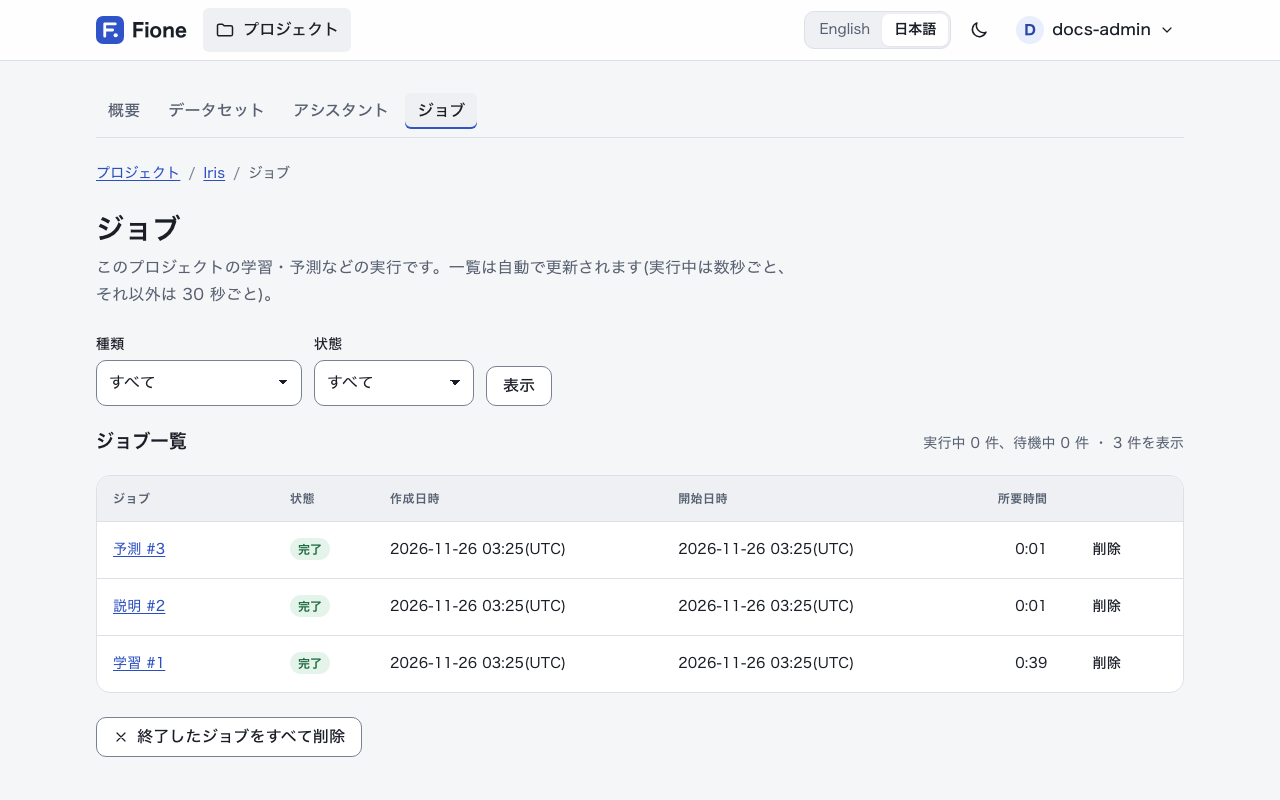 F. Fione
プロジェクト
English
日本語
D docs-admin
概要
データセット
アシスタント
ジョブ
プロジェクト / Iris / ジョブ
ジョブ
このプロジェクトの学習・予測などの実行です。一覧は自動で更新されます(実行中は数秒ごと、
それ以外は 30 秒ごと)。
種類
状態
すべて
すべて
表示
ジョブ一覧
実行中 0 件、待機中 0 件 ・ 3 件を表示
ジョブ 状態 作成日時 開始日時 所要時間
予測 #3 完了 2026-11-26 03:25(UTC) 2026-11-26 03:25(UTC) 0:01 削除
説明 #2 完了 2026-11-26 03:25(UTC) 2026-11-26 03:25(UTC) 0:01 削除
学習 #1 完了 2026-11-26 03:25(UTC) 2026-11-26 03:25(UTC) 0:39 削除
× 終了したジョブをすべて削除